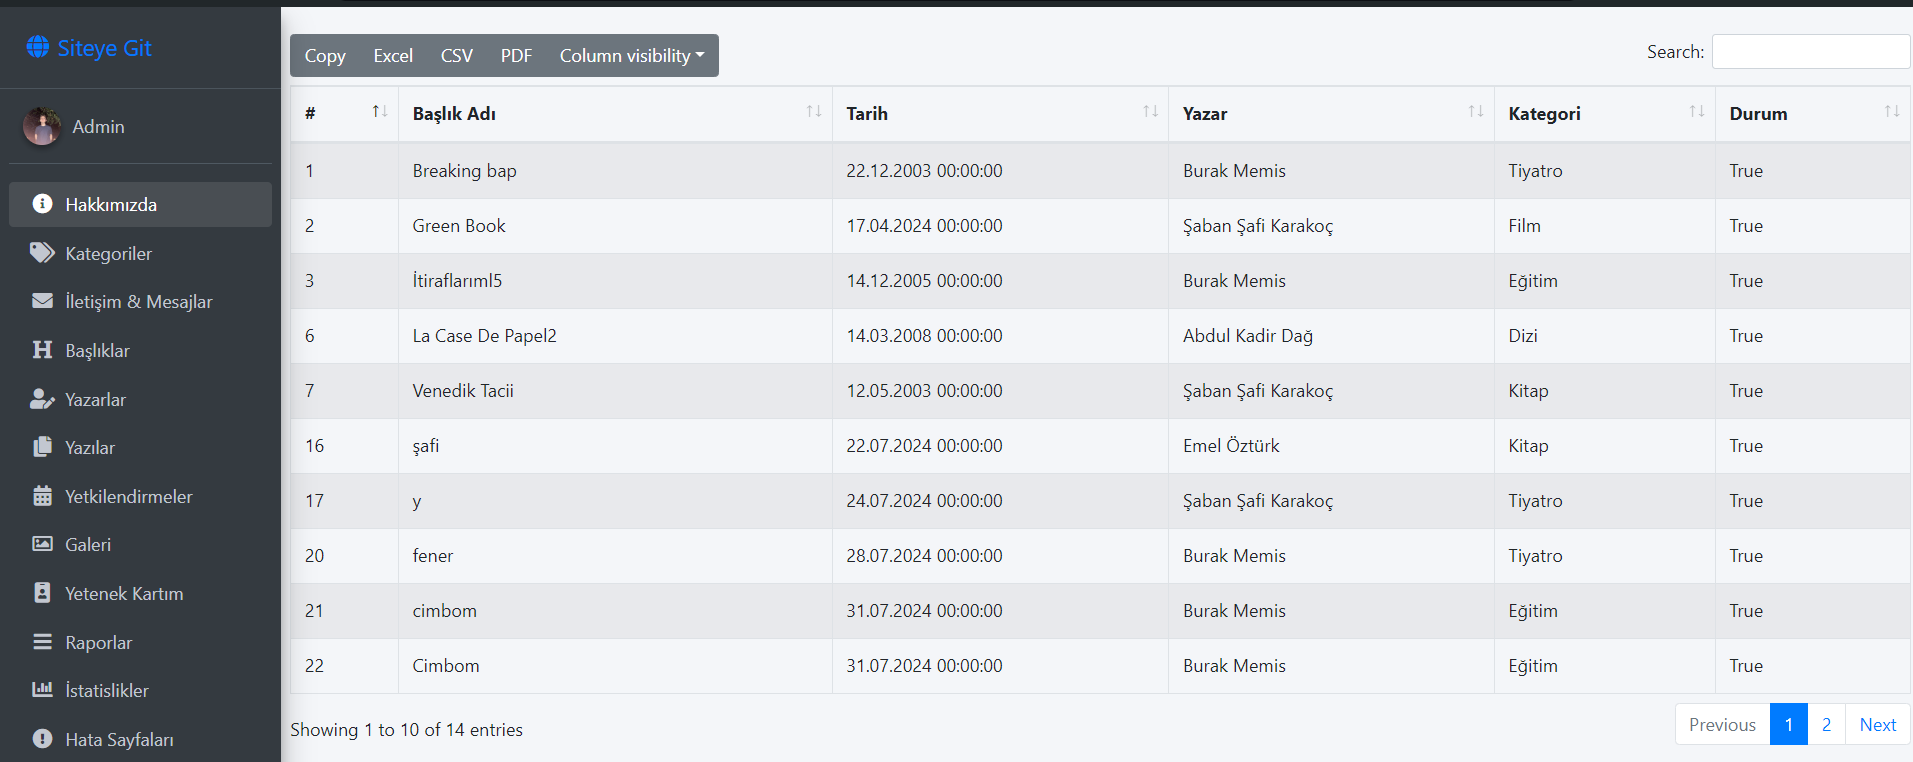 Siteye Git
Admin
Hakkımızda
Kategoriler
İletişim & Mesajlar
Başlıklar
Yazarlar
Yazılar
Yetkilendirmeler
Galeri
Yetenek Kartım
Raporlar
İstatislikler
Hata Sayfaları
Copy Excel CSV PDF Column visibility
Search:
# Başlık Adı Tarih Yazar Kategori Durum
1 Breaking bap 22.12.2003 00:00:00 Burak Memis Tiyatro True
2 Green Book 17.04.2024 00:00:00 Şaban Şafi Karakoç Film True
3 İtiraflarıml5 14.12.2005 00:00:00 Burak Memis Eğitim True
6 La Case De Papel2 14.03.2008 00:00:00 Abdul Kadir Dağ Dizi True
7 Venedik Tacii 12.05.2003 00:00:00 Şaban Şafi Karakoç Kitap True
16 şafi 22.07.2024 00:00:00 Emel Öztürk Kitap True
17 y 24.07.2024 00:00:00 Şaban Şafi Karakoç Tiyatro True
20 fener 28.07.2024 00:00:00 Burak Memis Tiyatro True
21 cimbom 31.07.2024 00:00:00 Burak Memis Eğitim True
22 Cimbom 31.07.2024 00:00:00 Burak Memis Eğitim True
Showing 1 to 10 of 14 entries
Previous 1 2 Next